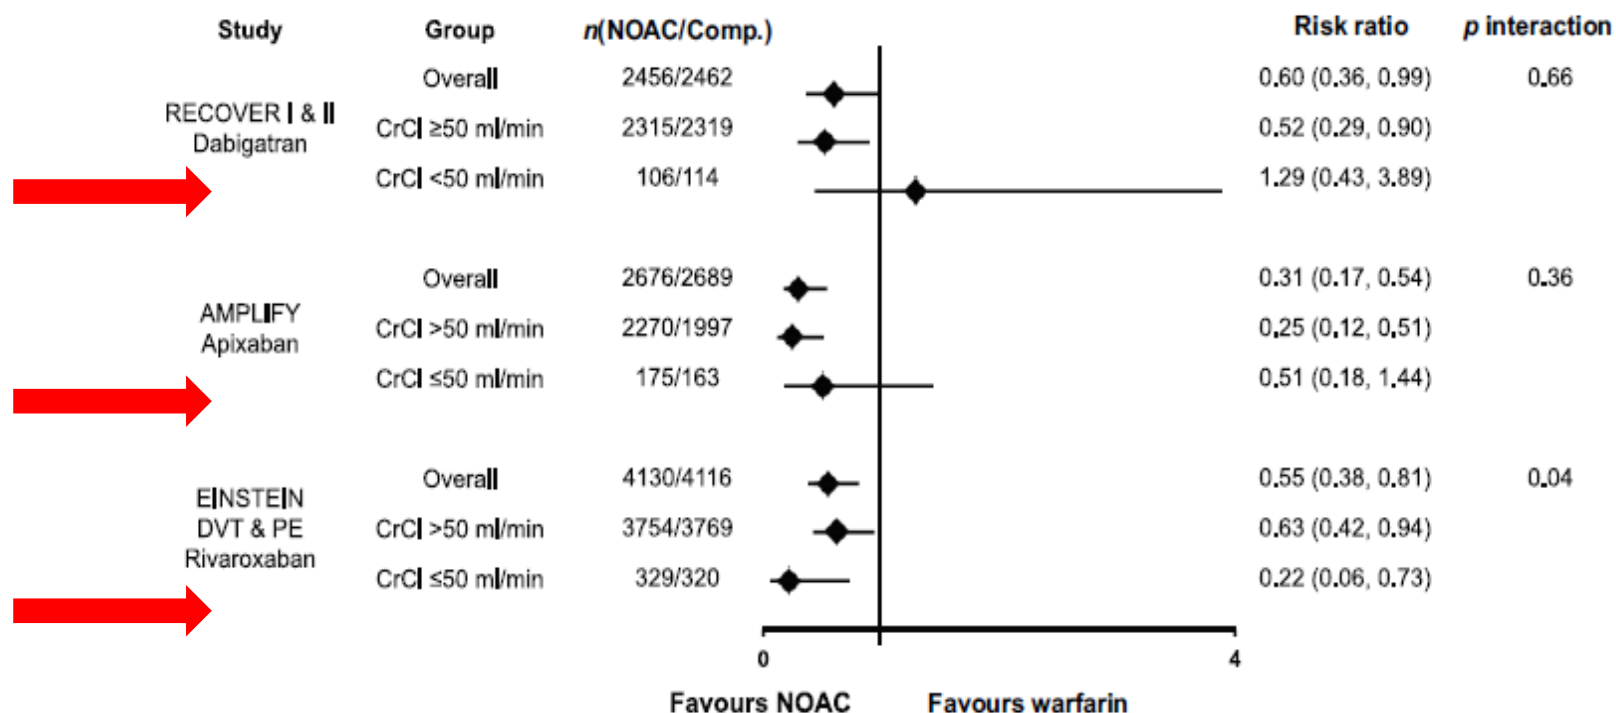 Study Group n(NOAC/Comp.) Risk ratio p interaction
RECOVER I & II
Dabigatran
Overall 2456/2462 0.60 (0.36, 0.99) 0.66
CrCl ≥50 ml/min 2315/2319 0.52 (0.29, 0.90)
CrCl <50 ml/min 106/114 1.29 (0.43, 3.89)
AMPLIFY
Apixaban
Overall 2676/2689 0.31 (0.17, 0.54) 0.36
CrCl >50 ml/min 2270/1997 0.25 (0.12, 0.51)
CrCl ≤50 ml/min 175/163 0.51 (0.18, 1.44)
EINSTEIN
DVT & PE
Rivaroxaban
Overall 4130/4116 0.55 (0.38, 0.81) 0.04
CrCl >50 ml/min 3754/3769 0.63 (0.42, 0.94)
CrCl ≤50 ml/min 329/320 0.22 (0.06, 0.73)
0 4
Favours NOAC Favours warfarin